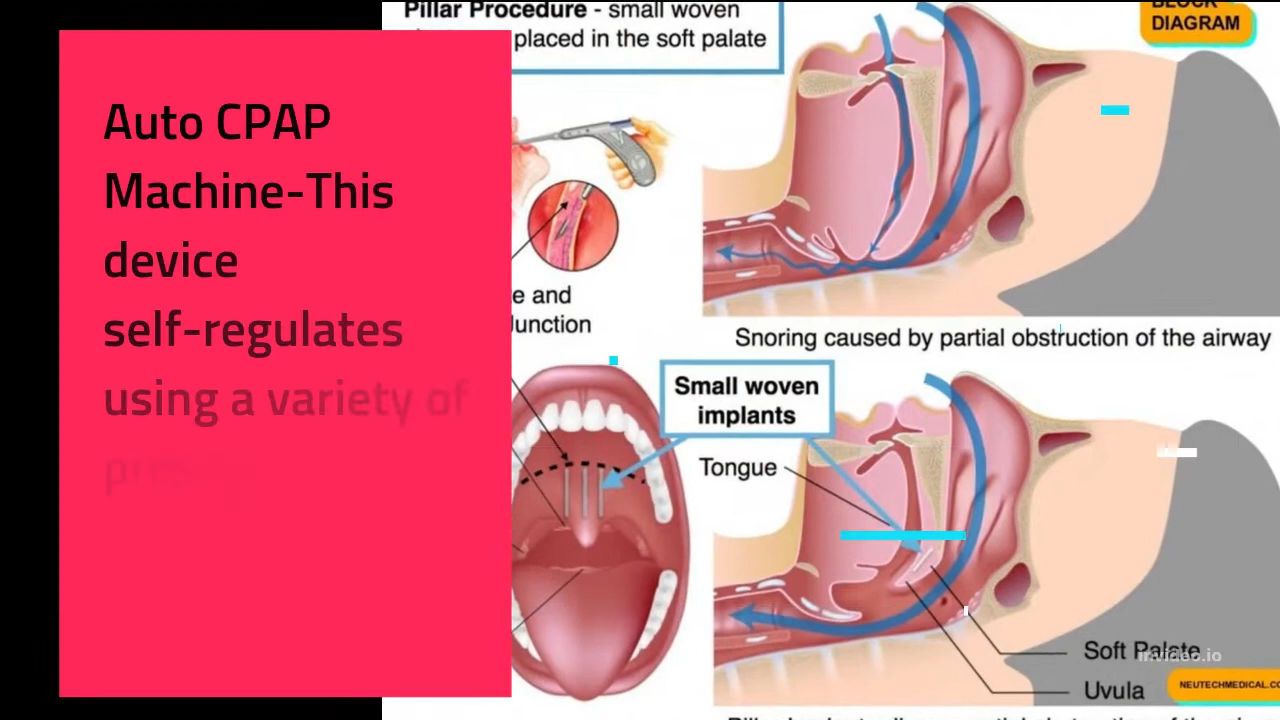 Pillar Procedure - small woven
placed in the soft palate
BLOCK
DIAGRAM
Auto CPAP
Machine-This
device
self-regulates
using a variety of
e and
Junction
Snoring caused by partial obstruction of the airway
Small woven
implants
Tongue
Soft Palate
invideo.io
Uvula
NEUTECHMEDICAL.CO